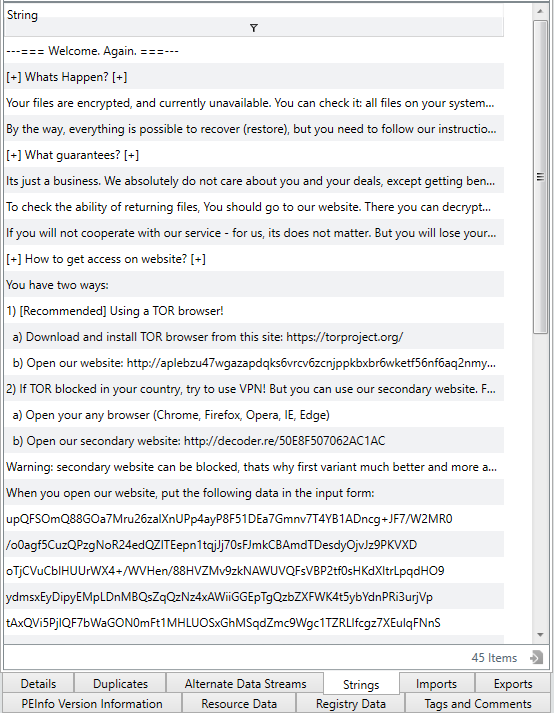 String
---=== Welcome. Again. ===---
[+] Whats Happen? [+]
Your files are encrypted, and currently unavailable. You can check it: all files on your system...
By the way, everything is possible to recover (restore), but you need to follow our instructio...
[+] What guarantees? [+]
Its just a business. We absolutely do not care about you and your deals, except getting ben...
To check the ability of returning files, You should go to our website. There you can decrypt...
If you will not cooperate with our service - for us, its does not matter. But you will lose your...
[+] How to get access on website? [+]
You have two ways:
1) [Recommended] Using a TOR browser!
a) Download and install TOR browser from this site: https://torproject.org/
b) Open our website: http://aplebzu47wgazapdqks6vrcv6zcnjppkbxbr6wketf56nf6aq2nmy...
2) If TOR blocked in your country, try to use VPN! But you can use our secondary website. F...
a) Open your any browser (Chrome, Firefox, Opera, IE, Edge)
b) Open our secondary website: http://decoder.re/50E8F507062AC1AC
Warning: secondary website can be blocked, thats why first variant much better and more a...
When you open our website, put the following data in the input form:
upQFSOmQ88GOa7Mru26zalXnUPp4ayP8F51DEa7Gmnv7T4YB1ADncg+JF7/W2MR0
/o0agf5CuzQPzgNoR24edQZlTEepn1tqjJj70sFJmkCBAmdTDesdyOjvJz9PKVXD
oTjCVuCbIHUUrWX4+/WVHen/88HVZMv9zkNAWUVQFsVBP2tf0sHKdXltrLpqdHO9
ydmsxEyDipyEMpLDnMBQsZqQzNz4xAWiiGGEpTgQzbZXFWK4t5ybYdnPRi3urjVp
tAxQVi5PjIQF7bWaGON0mFt1MHLUOSxGhMSqdZmc9Wgc1TZRLlfcgz7XEulqFNnS
45 Items
Details
Duplicates
Alternate Data Streams
Strings
Imports
Exports
PEInfo Version Information
Resource Data
Registry Data
Tags and Comments